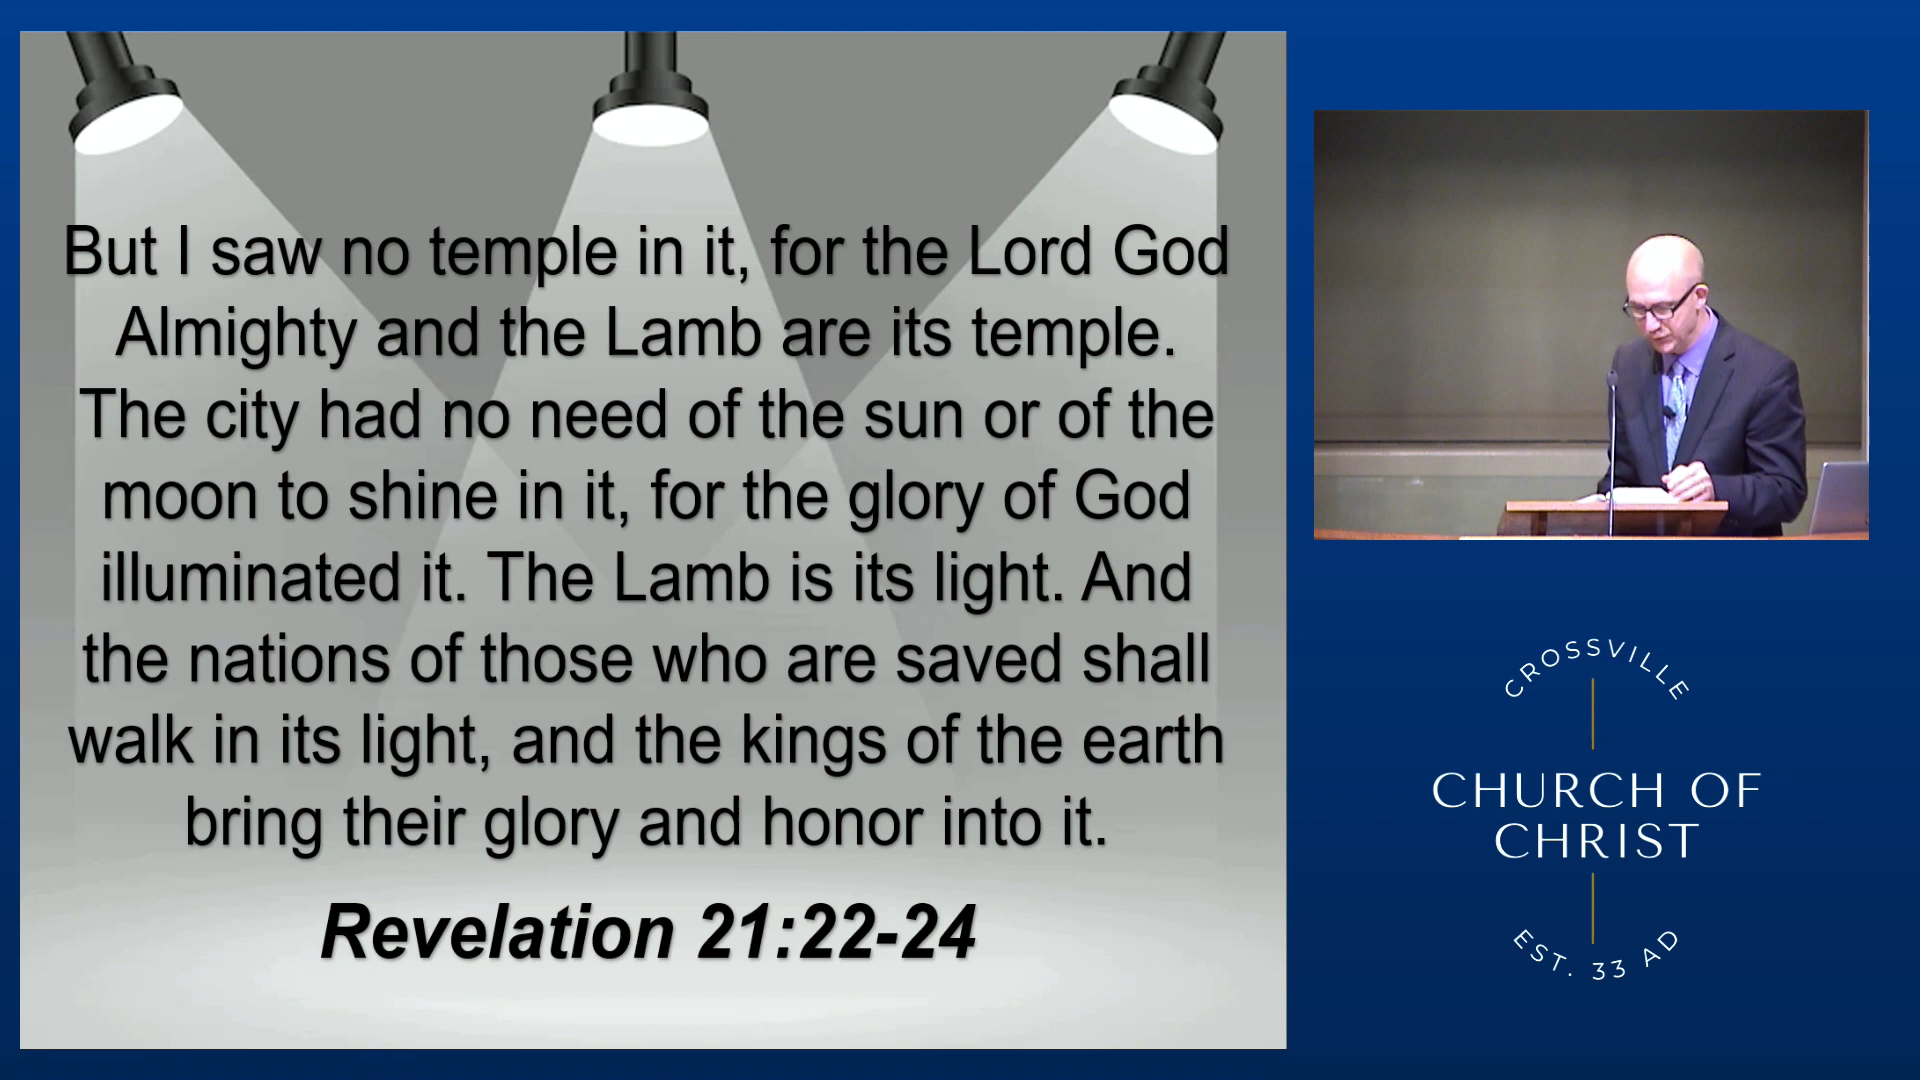 But I saw no temple in it, for the Lord God
Almighty and the Lamb are its temple.
The city had no need of the sun or of the
moon to shine in it, for the glory of God
illuminated it. The Lamb is its light. And
the nations of those who are saved shall
walk in its light, and the kings of the earth
bring their glory and honor into it.
Revelation 21:22-24
CROSSVILLE
CHURCH OF
CHRIST
EST. 33 AD